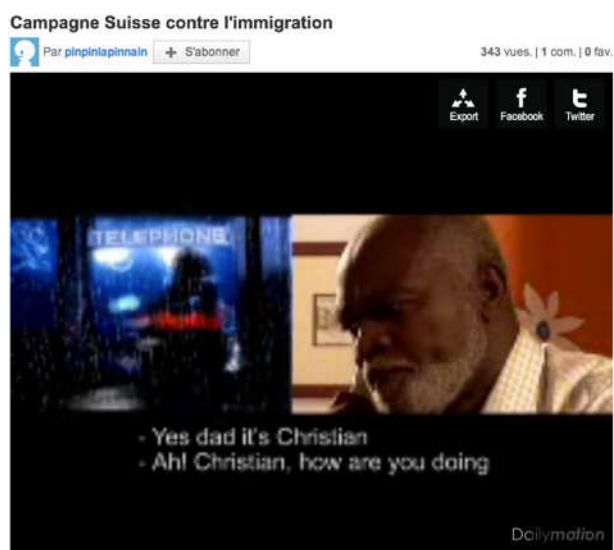 Campagne Suisse contre l'immigration
Par pinpinlapinnain + S'abonner 343 vues. | 1 com. | 0 fav.
Export Facebook Twitter
TELEPHONE
- Yes dad it's Christian
- Ah! Christian, how are you doing
Dailymotion